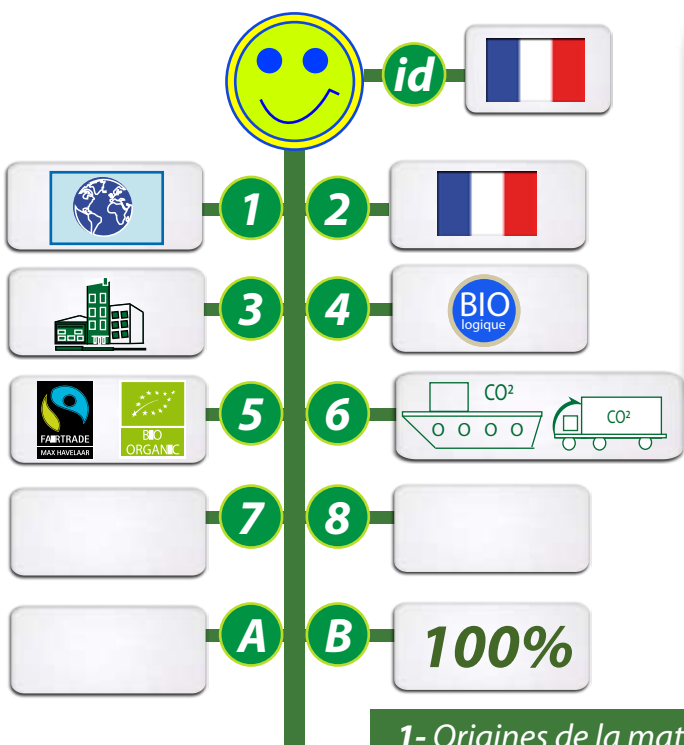 id
1
2
3
4
BIO
logique
5
FAIRTRADE
MAX HAVELAAR
BIO
ORGANIC
6
CO²
CO²
7
8
A
B
100%
1- Origines de la mat